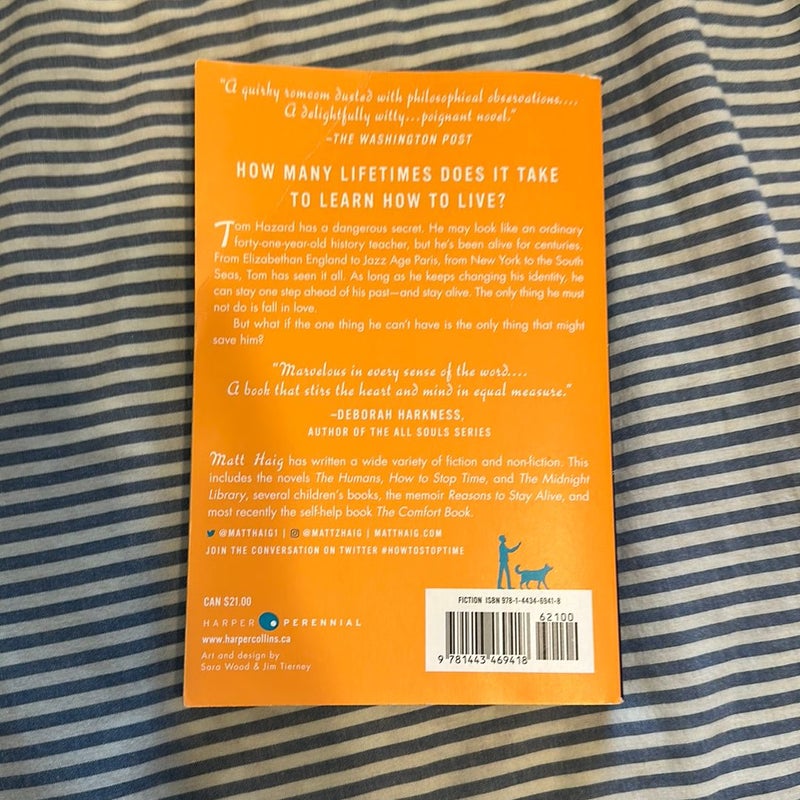 "A quirky romcom dusted with philosophical observations....
A delightfully witty...poignant novel."
–THE WASHINGTON POST
HOW MANY LIFETIMES DOES IT TAKE
TO LEARN HOW TO LIVE?
Tom Hazard has a dangerous secret. He may look like an ordinary
forty-one-year-old history teacher, but he's been alive for centuries.
From Elizabethan England to Jazz Age Paris, from New York to the South
Seas, Tom has seen it all. As long as he keeps changing his identity, he
can stay one step ahead of his past—and stay alive. The only thing he must
not do is fall in love.
But what if the one thing he can't have is the only thing that might
save him?
"Marvelous in every sense of the word....
A book that stirs the heart and mind in equal measure."
–DEBORAH HARKNESS,
AUTHOR OF THE ALL SOULS SERIES
Matt Haig has written a wide variety of fiction and non-fiction. This
includes the novels The Humans, How to Stop Time, and The Midnight
Library, several children's books, the memoir Reasons to Stay Alive, and
most recently the self-help book The Comfort Book.
@MATTHAIG1 | @MATTZHAIG | MATTHAIG.COM
JOIN THE CONVERSATION ON TWITTER #HOWTOSTOPTIME
CAN $21.00
HARPER PERENNIAL
www.harpercollins.ca
Art and design by
Sara Wood & Jim Tierney
FICTION ISBN 978-1-4434-6941-8
62100
9 781443 469418